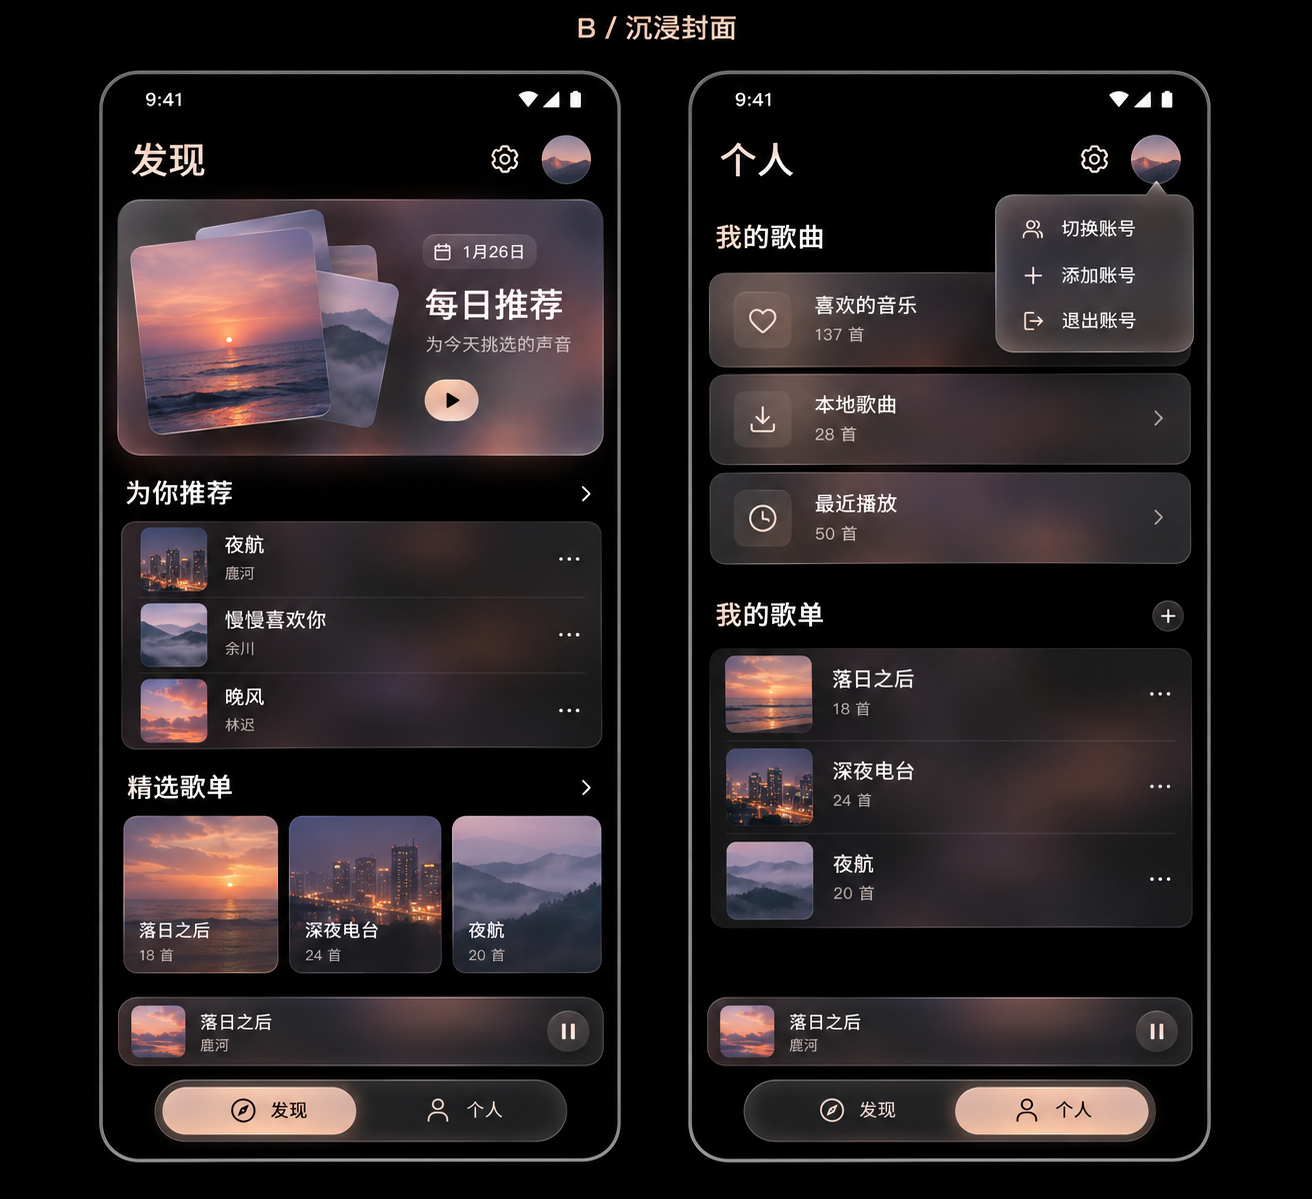 B / 沉浸封面
9:41
发现
1月26日
每日推荐
为今天挑选的声音
为你推荐
夜航
鹿河
慢慢喜欢你
余川
晚风
林迟
精选歌单
落日之后
18 首
深夜电台
24 首
夜航
20 首
落日之后
鹿河
发现
个人
9:41
个人
切换账号
添加账号
退出账号
我的歌曲
喜欢的音乐
137 首
本地歌曲
28 首
最近播放
50 首
我的歌单
落日之后
18 首
深夜电台
24 首
夜航
20 首
落日之后
鹿河
发现
个人